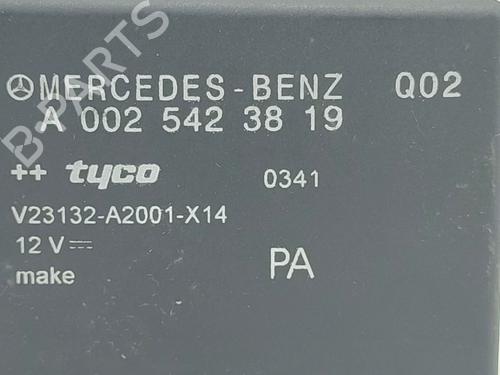 MERCEDES-BENZ Q02
A 002 542 38 19
++ tyco 0341
V23132-A2001-X14
12 V⎓
make PA
B-PARTS